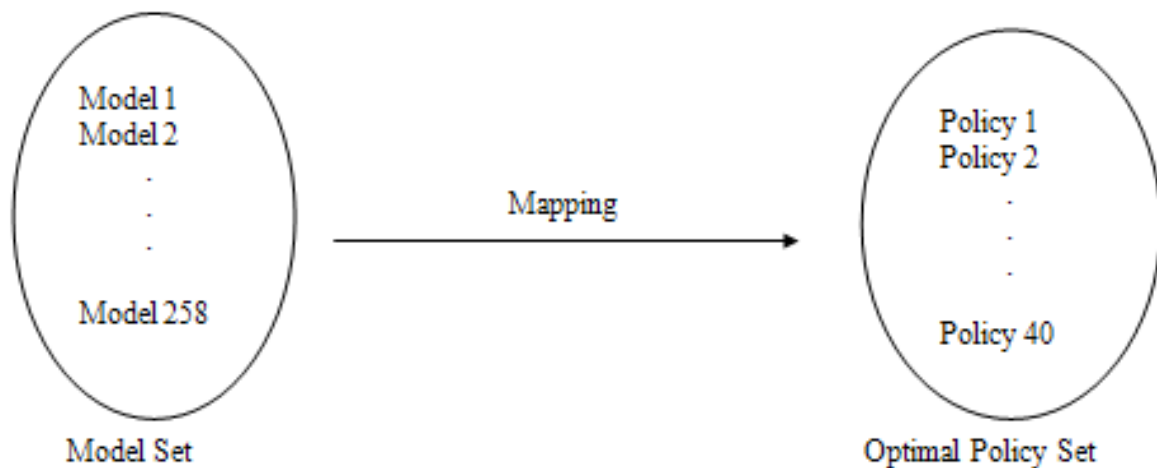 Model 1
Model 2
.
.
.
Model 258
Model Set
Mapping
Policy 1
Policy 2
.
.
.
Policy 40
Optimal Policy Set